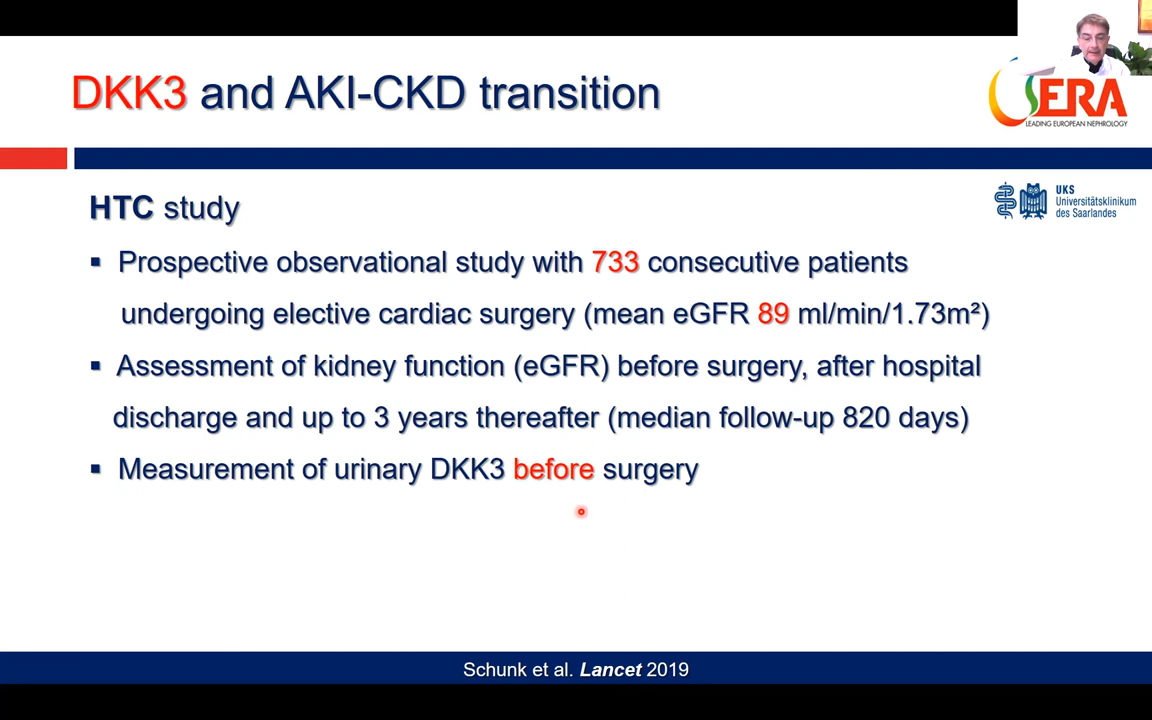 DKK3 and AKI-CKD transition
ERA
LEADING EUROPEAN NEPHROLOGY
UKS
Universitätsklinikum
des Saarlandes
HTC study
▪ Prospective observational study with 733 consecutive patients
undergoing elective cardiac surgery (mean eGFR 89 ml/min/1.73m²)
▪ Assessment of kidney function (eGFR) before surgery, after hospital
discharge and up to 3 years thereafter (median follow-up 820 days)
▪ Measurement of urinary DKK3 before surgery
Schunk et al. Lancet 2019